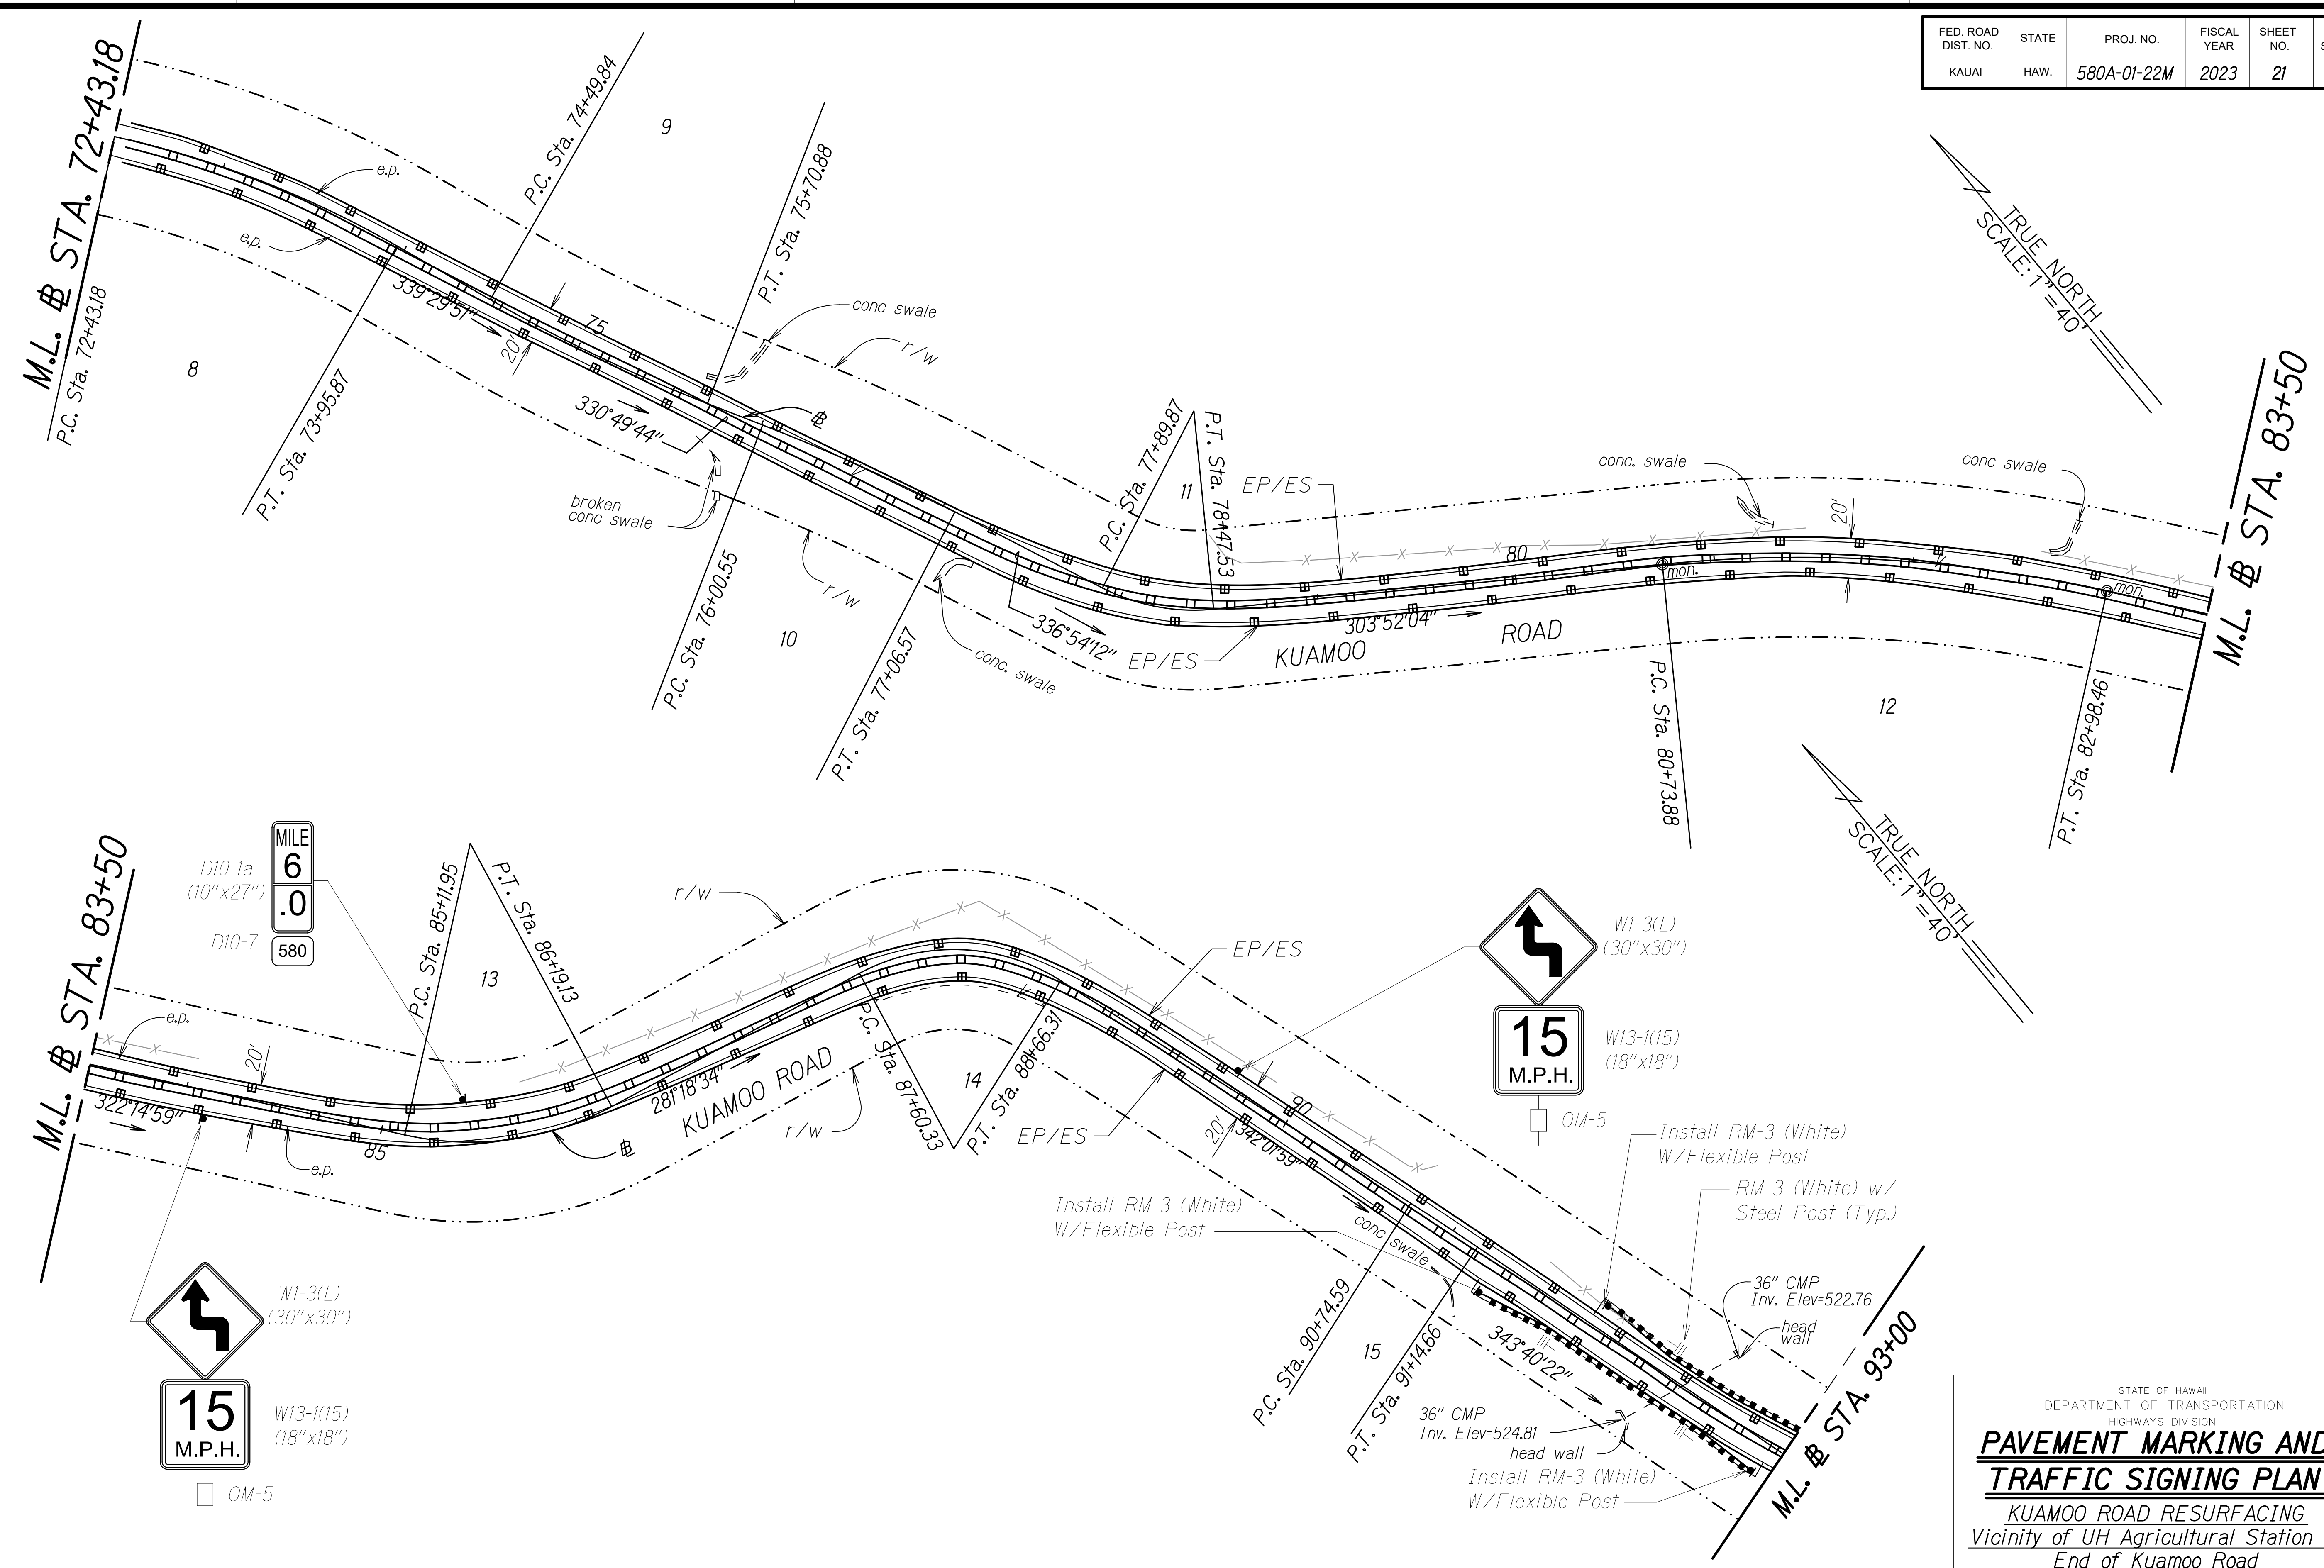 FED. ROAD DIST. NO.
STATE
PROJ. NO.
FISCAL YEAR
SHEET NO.
KAUAI
HAW.
580A-01-22M
2023
21
M.L. BL STA. 72+43.18
P.C. Sta. 72+43.18
P.T. Sta. 73+95.87
P.C. Sta. 74+49.84
P.T. Sta. 75+70.88
P.C. Sta. 76+00.55
P.T. Sta. 77+06.57
P.C. Sta. 77+89.87
P.T. Sta. 78+47.53
P.C. Sta. 80+73.88
P.T. Sta. 82+98.46
M.L. BL STA. 83+50
8
9
10
11
12
e.p.
e.p.
339°29'51"
75
20'
330°49'44"
BL
conc swale
r/w
broken
conc swale
r/w
conc. swale
336°54'12"
EP/ES
EP/ES
303°52'04"
KUAMOO ROAD
80
mon.
conc. swale
20'
conc swale
mon.
TRUE NORTH
SCALE: 1" = 40'
M.L. BL STA. 83+50
MILE
6
.0
580
D10-1a
(10"x27")
D10-7
e.p.
20'
322°14'59"
e.p.
85
P.C. Sta. 85+11.95
P.T. Sta. 86+19.13
13
BL
281°18'34"
KUAMOO ROAD
r/w
r/w
P.C. Sta. 87+60.33
P.T. Sta. 88+66.31
14
EP/ES
EP/ES
20'
90
342°01'59"
15
M.P.H.
W1-3(L)
(30"x30")
W13-1(15)
(18"x18")
OM-5
15
M.P.H.
W1-3(L)
(30"x30")
W13-1(15)
(18"x18")
OM-5
TRUE NORTH
SCALE: 1" = 40'
Install RM-3 (White)
W/Flexible Post
RM-3 (White) w/
Steel Post (Typ.)
Install RM-3 (White)
W/Flexible Post
conc swale
P.C. Sta. 90+74.59
P.T. Sta. 91+14.66
15
343°40'22"
36" CMP
Inv. Elev=522.76
head
wall
36" CMP
Inv. Elev=524.81
head wall
Install RM-3 (White)
W/Flexible Post
M.L. BL STA. 93+00
STATE OF HAWAII
DEPARTMENT OF TRANSPORTATION
HIGHWAYS DIVISION
PAVEMENT MARKING AND
TRAFFIC SIGNING PLAN
KUAMOO ROAD RESURFACING
Vicinity of UH Agricultural Station
End of Kuamoo Road